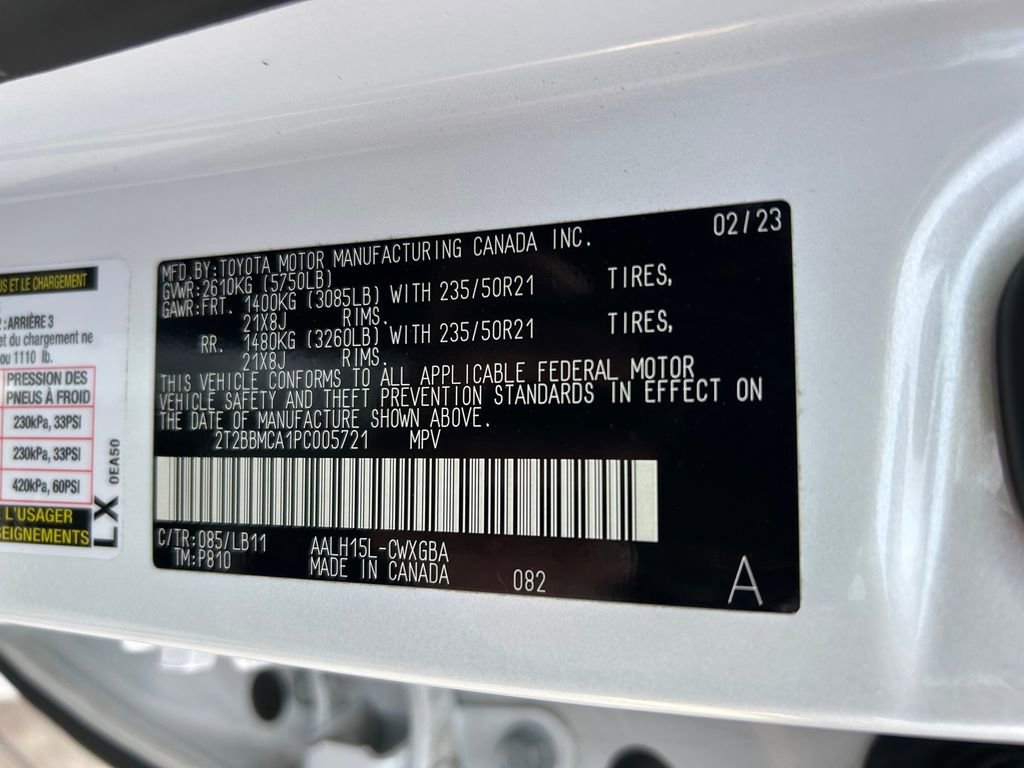 US ET LE CHARGEMENT
: ARRIÈRE 3
et du chargement ne
ou 1110 lb.
PRESSION DES
PNEUS À FROID
230kPa, 33PSI
230kPa, 33PSI
420kPa, 60PSI
L'USAGER
SEIGNEMENTS
LX
0EA50
02/23
MFD.BY:TOYOTA MOTOR MANUFACTURING CANADA INC.
GVWR:2610KG (5750LB)
GAWR:FRT. 1400KG (3085LB) WITH 235/50R21 TIRES,
21X8J RIMS.
RR. 1480KG (3260LB) WITH 235/50R21 TIRES,
21X8J RIMS.
THIS VEHICLE CONFORMS TO ALL APPLICABLE FEDERAL MOTOR
VEHICLE SAFETY AND THEFT PREVENTION STANDARDS IN EFFECT ON
THE DATE OF MANUFACTURE SHOWN ABOVE.
2T2BBMCA1PC005721 MPV
C/TR:085/LB11 AALH15L-CWXGBA
TM:P810 MADE IN CANADA 082 A